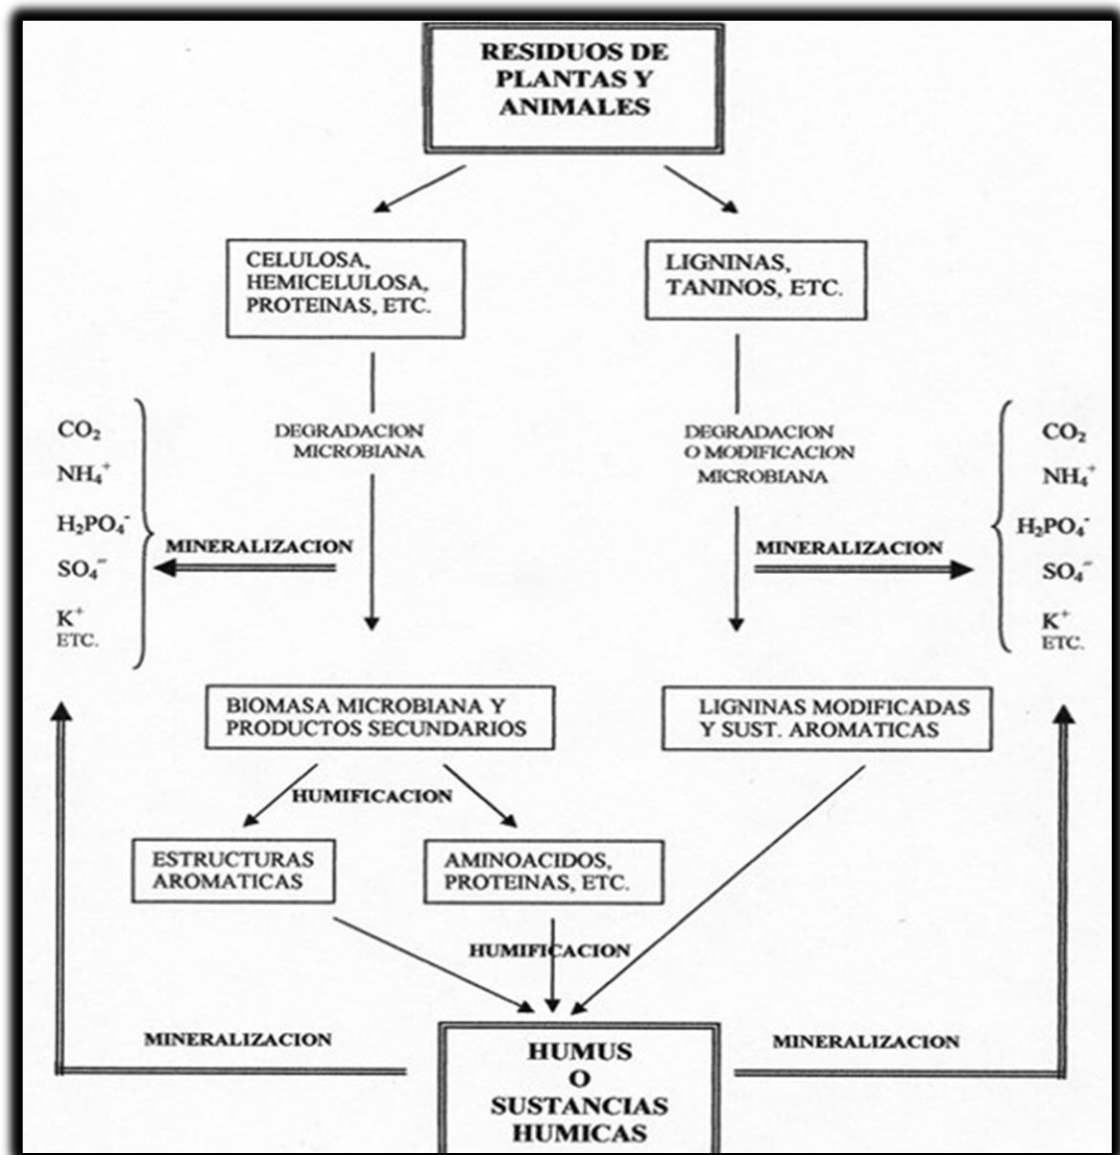 RESIDUOS DE
PLANTAS Y
ANIMALES
CELULOSA,
HEMICELULOSA,
PROTEINAS, ETC.
LIGNINAS,
TANINOS, ETC.
DEGRADACION
MICROBIANA
DEGRADACION
O MODIFICACION
MICROBIANA
CO₂
NH₄⁺
H₂PO₄⁻
SO₄⁼
K⁺
ETC.
MINERALIZACION
MINERALIZACION
CO₂
NH₄⁺
H₂PO₄⁻
SO₄⁼
K⁺
ETC.
BIOMASA MICROBIANA Y
PRODUCTOS SECUNDARIOS
LIGNINAS MODIFICADAS
Y SUST. AROMATICAS
HUMIFICACION
ESTRUCTURAS
AROMATICAS
AMINOACIDOS,
PROTEINAS, ETC.
HUMIFICACION
MINERALIZACION
MINERALIZACION
HUMUS
O
SUSTANCIAS
HUMICAS